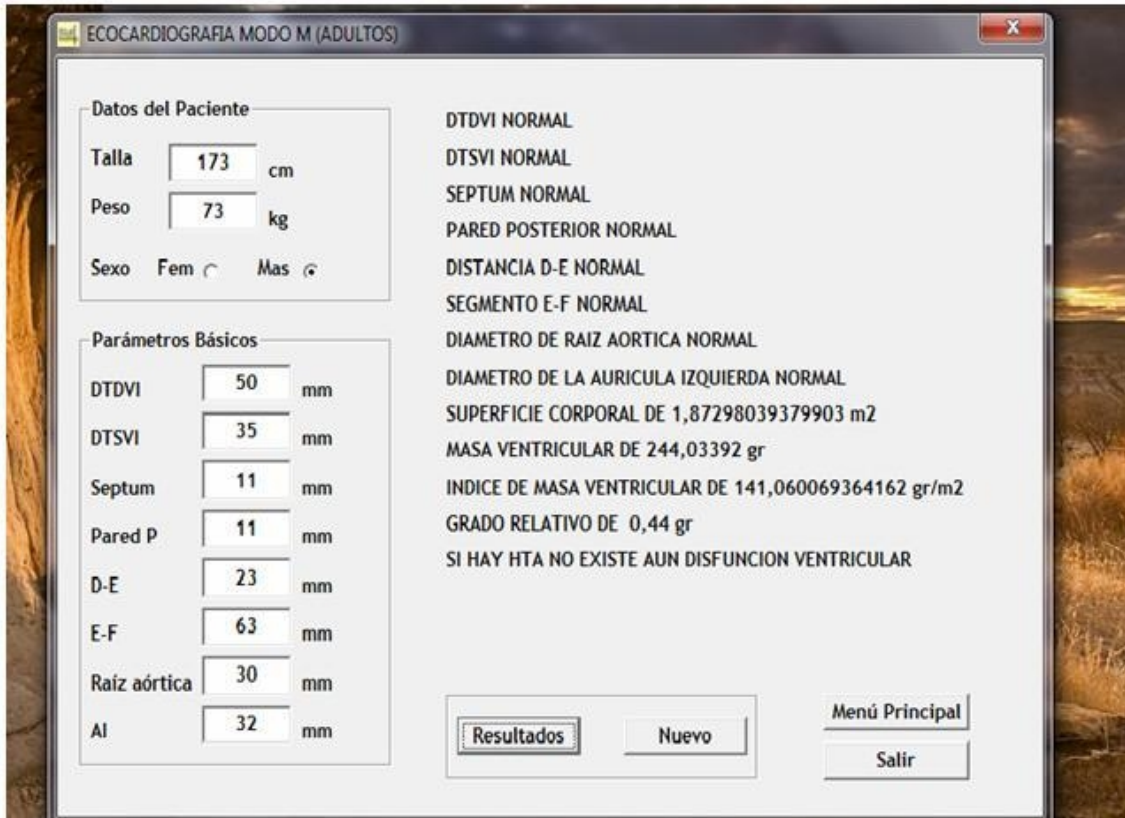 ECOCARDIOGRAFIA MODO M (ADULTOS)
X
Datos del Paciente
Talla 173 cm
Peso 73 kg
Sexo Fem Mas
Parámetros Básicos
DTDVI 50 mm
DTSVI 35 mm
Septum 11 mm
Pared P 11 mm
D-E 23 mm
E-F 63 mm
Raíz aórtica 30 mm
AI 32 mm
DTDVI NORMAL
DTSVI NORMAL
SEPTUM NORMAL
PARED POSTERIOR NORMAL
DISTANCIA D-E NORMAL
SEGMENTO E-F NORMAL
DIAMETRO DE RAIZ AORTICA NORMAL
DIAMETRO DE LA AURICULA IZQUIERDA NORMAL
SUPERFICIE CORPORAL DE 1,87298039379903 m2
MASA VENTRICULAR DE 244,03392 gr
INDICE DE MASA VENTRICULAR DE 141,060069364162 gr/m2
GRADO RELATIVO DE 0,44 gr
SI HAY HTA NO EXISTE AUN DISFUNCION VENTRICULAR
Resultados Nuevo
Menú Principal
Salir